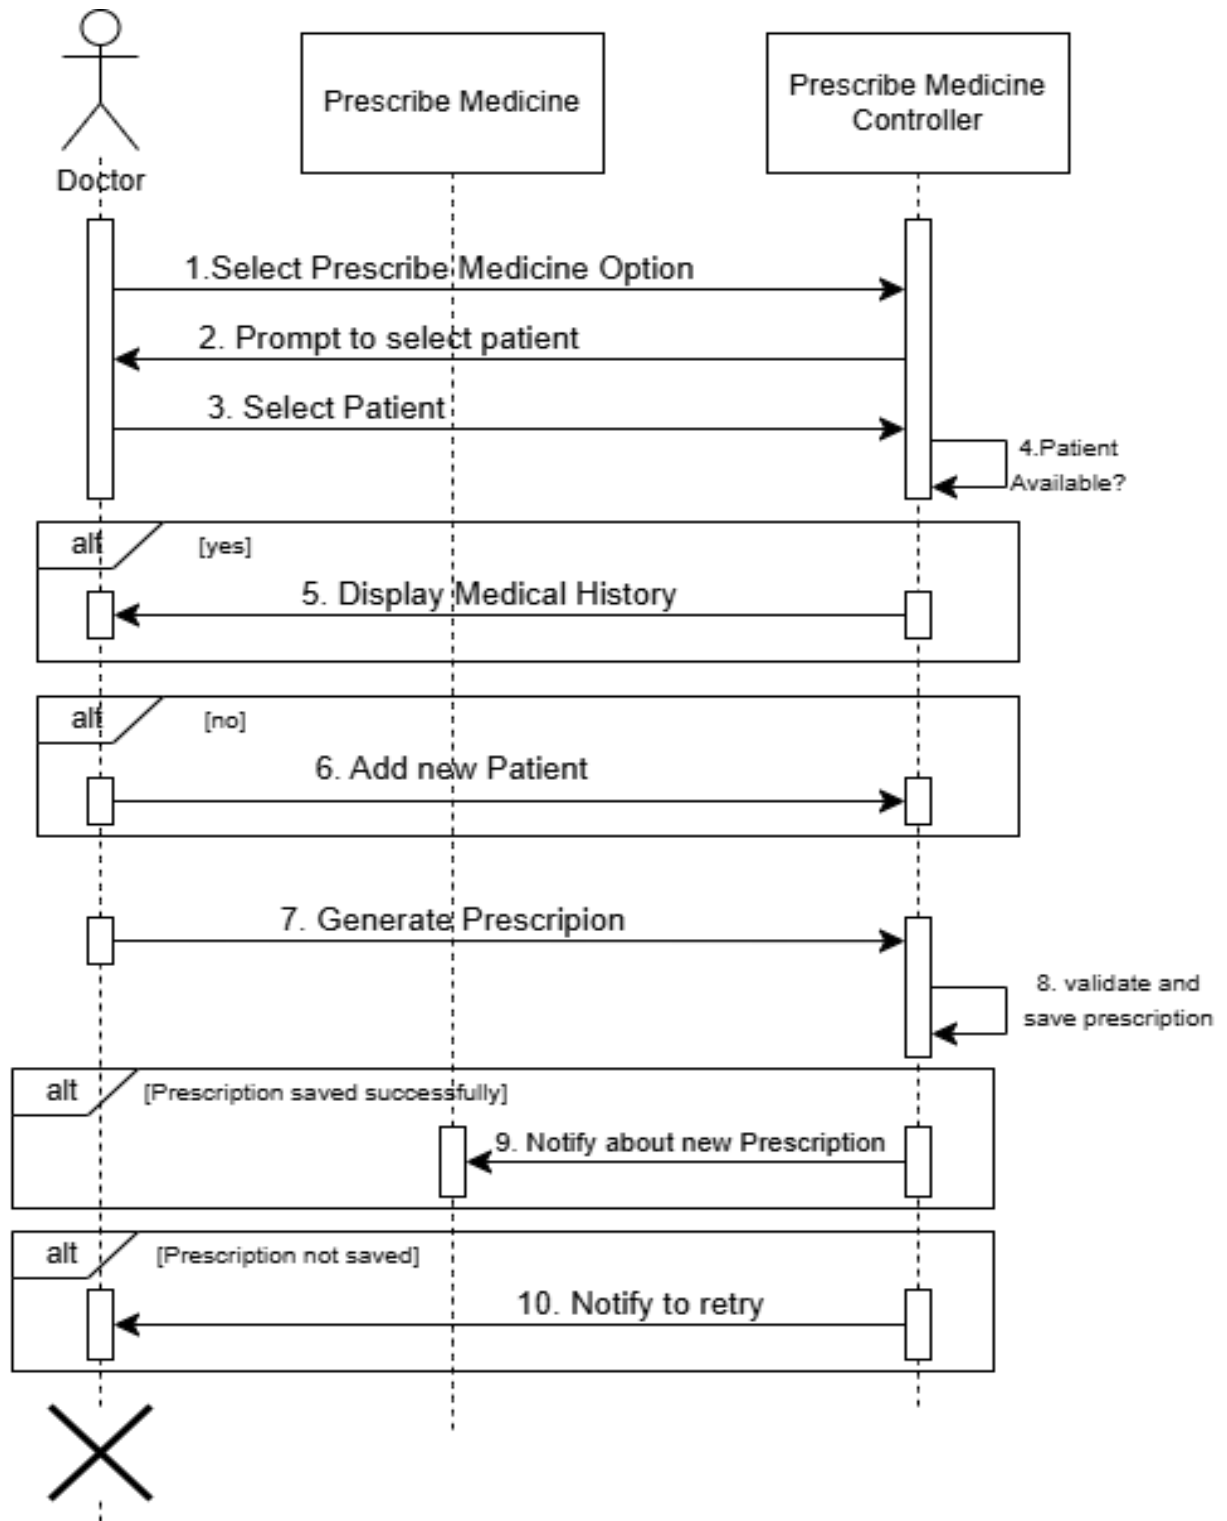 Prescribe Medicine
Prescribe Medicine
Controller
Doctor
1.Select Prescribe Medicine Option
2. Prompt to select patient
3. Select Patient
4.Patient
Available?
alt
[yes]
5. Display Medical History
alt
[no]
6. Add new Patient
7. Generate Prescripion
8. validate and
save prescription
alt
[Prescription saved successfully]
9. Notify about new Prescription
alt
[Prescription not saved]
10. Notify to retry